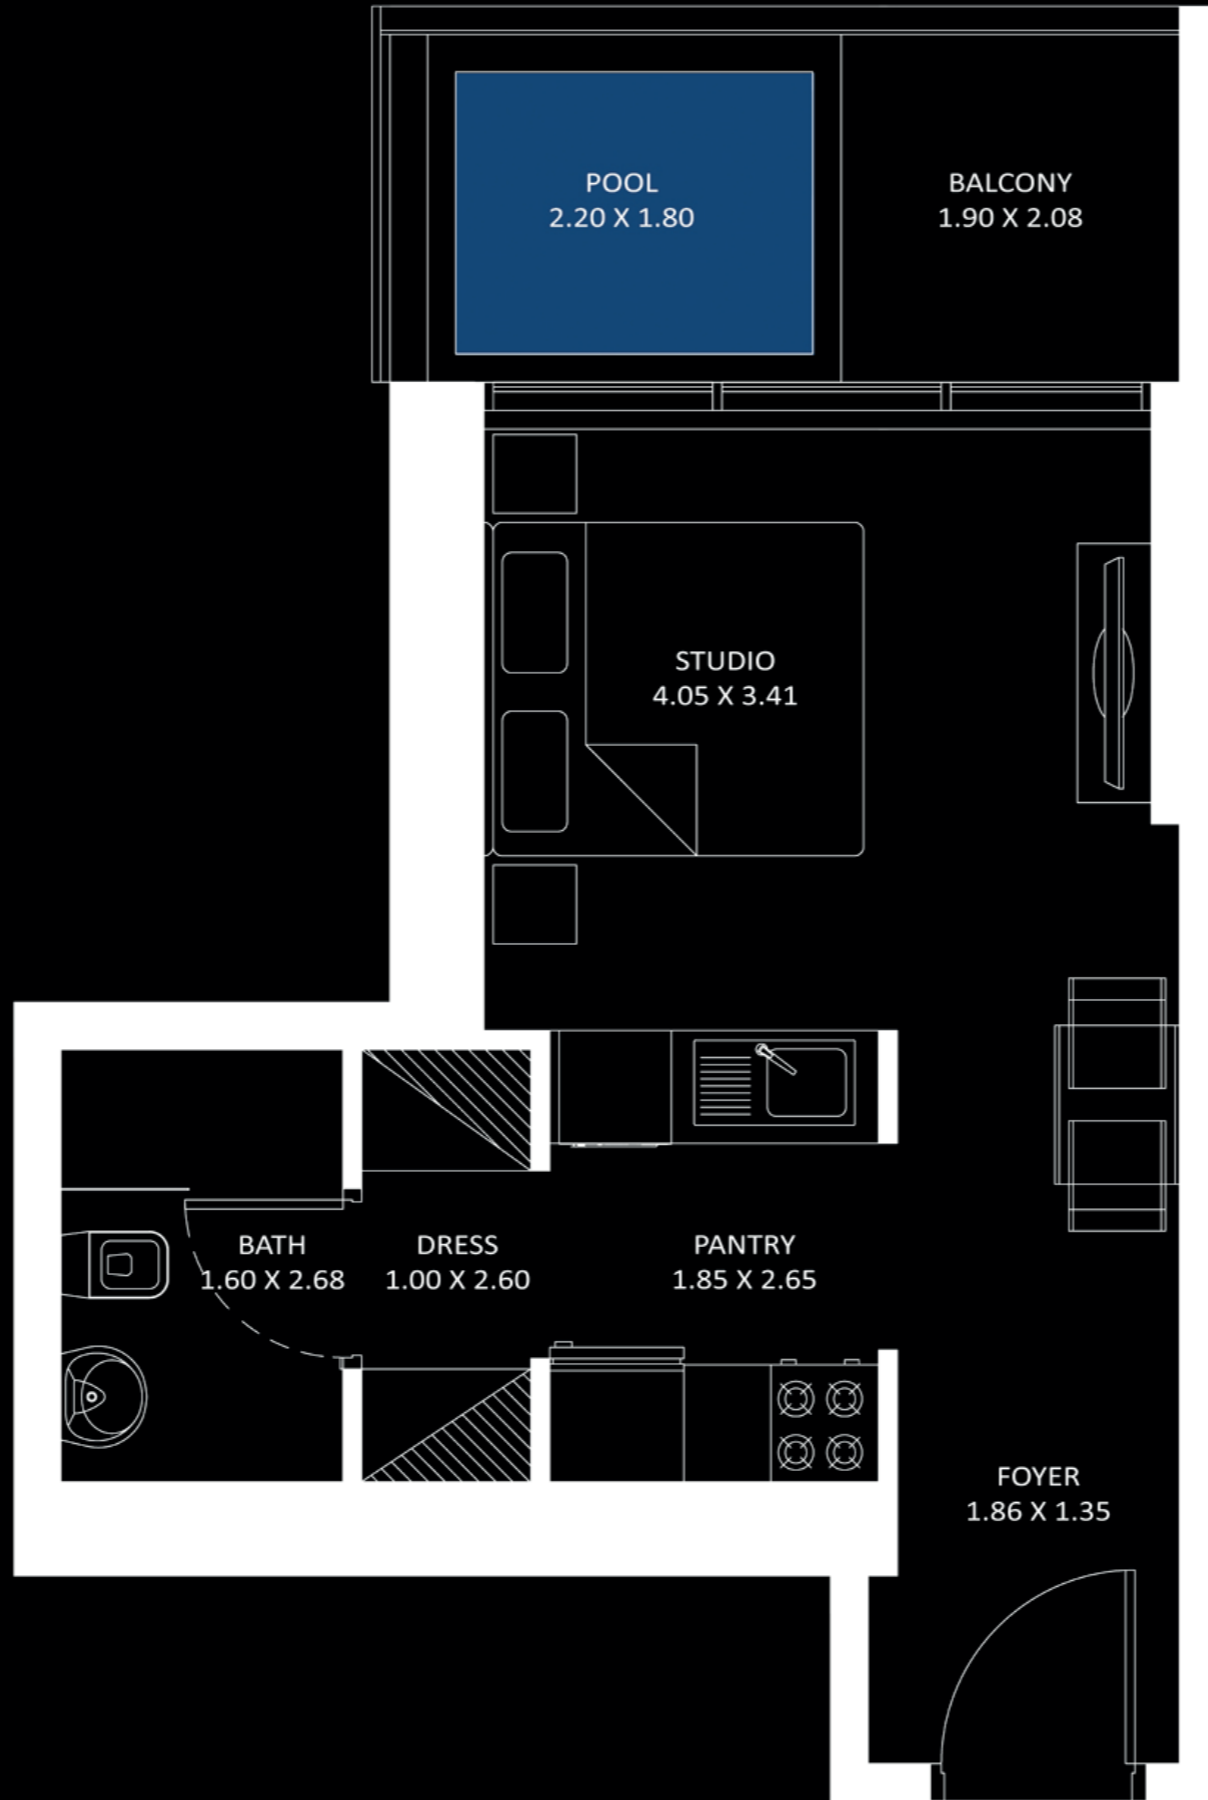 POOL
2.20 X 1.80
BALCONY
1.90 X 2.08
STUDIO
4.05 X 3.41
BATH
1.60 X 2.68
DRESS
1.00 X 2.60
PANTRY
1.85 X 2.65
FOYER
1.86 X 1.35